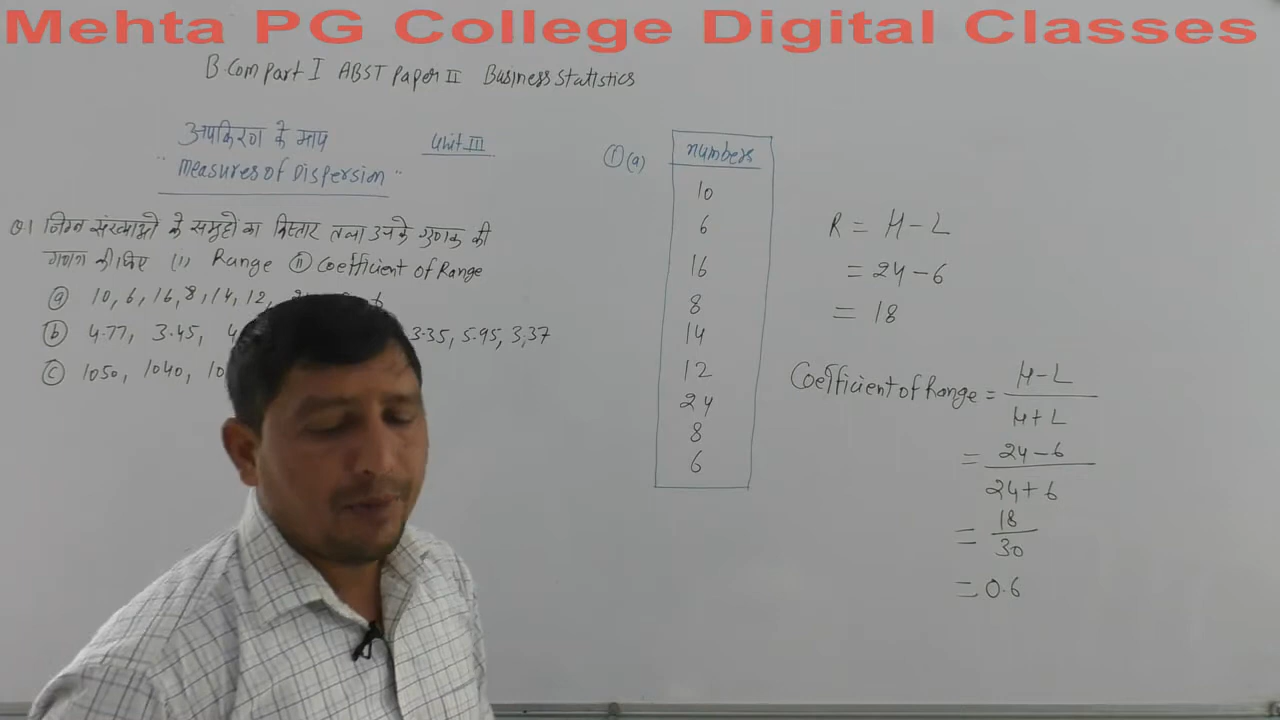 Mehta PG College Digital Classes
B.Com Part I ABST Paper II Business Statistics
अपकिरण के माप
Unit III
"Measures of Dispersion"
Q.1 निम्न संख्याओ के समूहो का विस्तार तथा उनके गुणक की
गणना कीजिए (i) Range (ii) Coefficient of Range
(a) 10, 6, 16, 8, 14, 12,
(b) 4.77, 3.45, 3.35, 5.95, 3.37
(c) 1050, 1040,
(1)(a)
numbers
10
6
16
8
14
12
24
8
6
R = H - L
= 24 - 6
= 18
Coefficient of Range = H - L
H + L
= 24 - 6
24 + 6
= 18
30
= 0.6